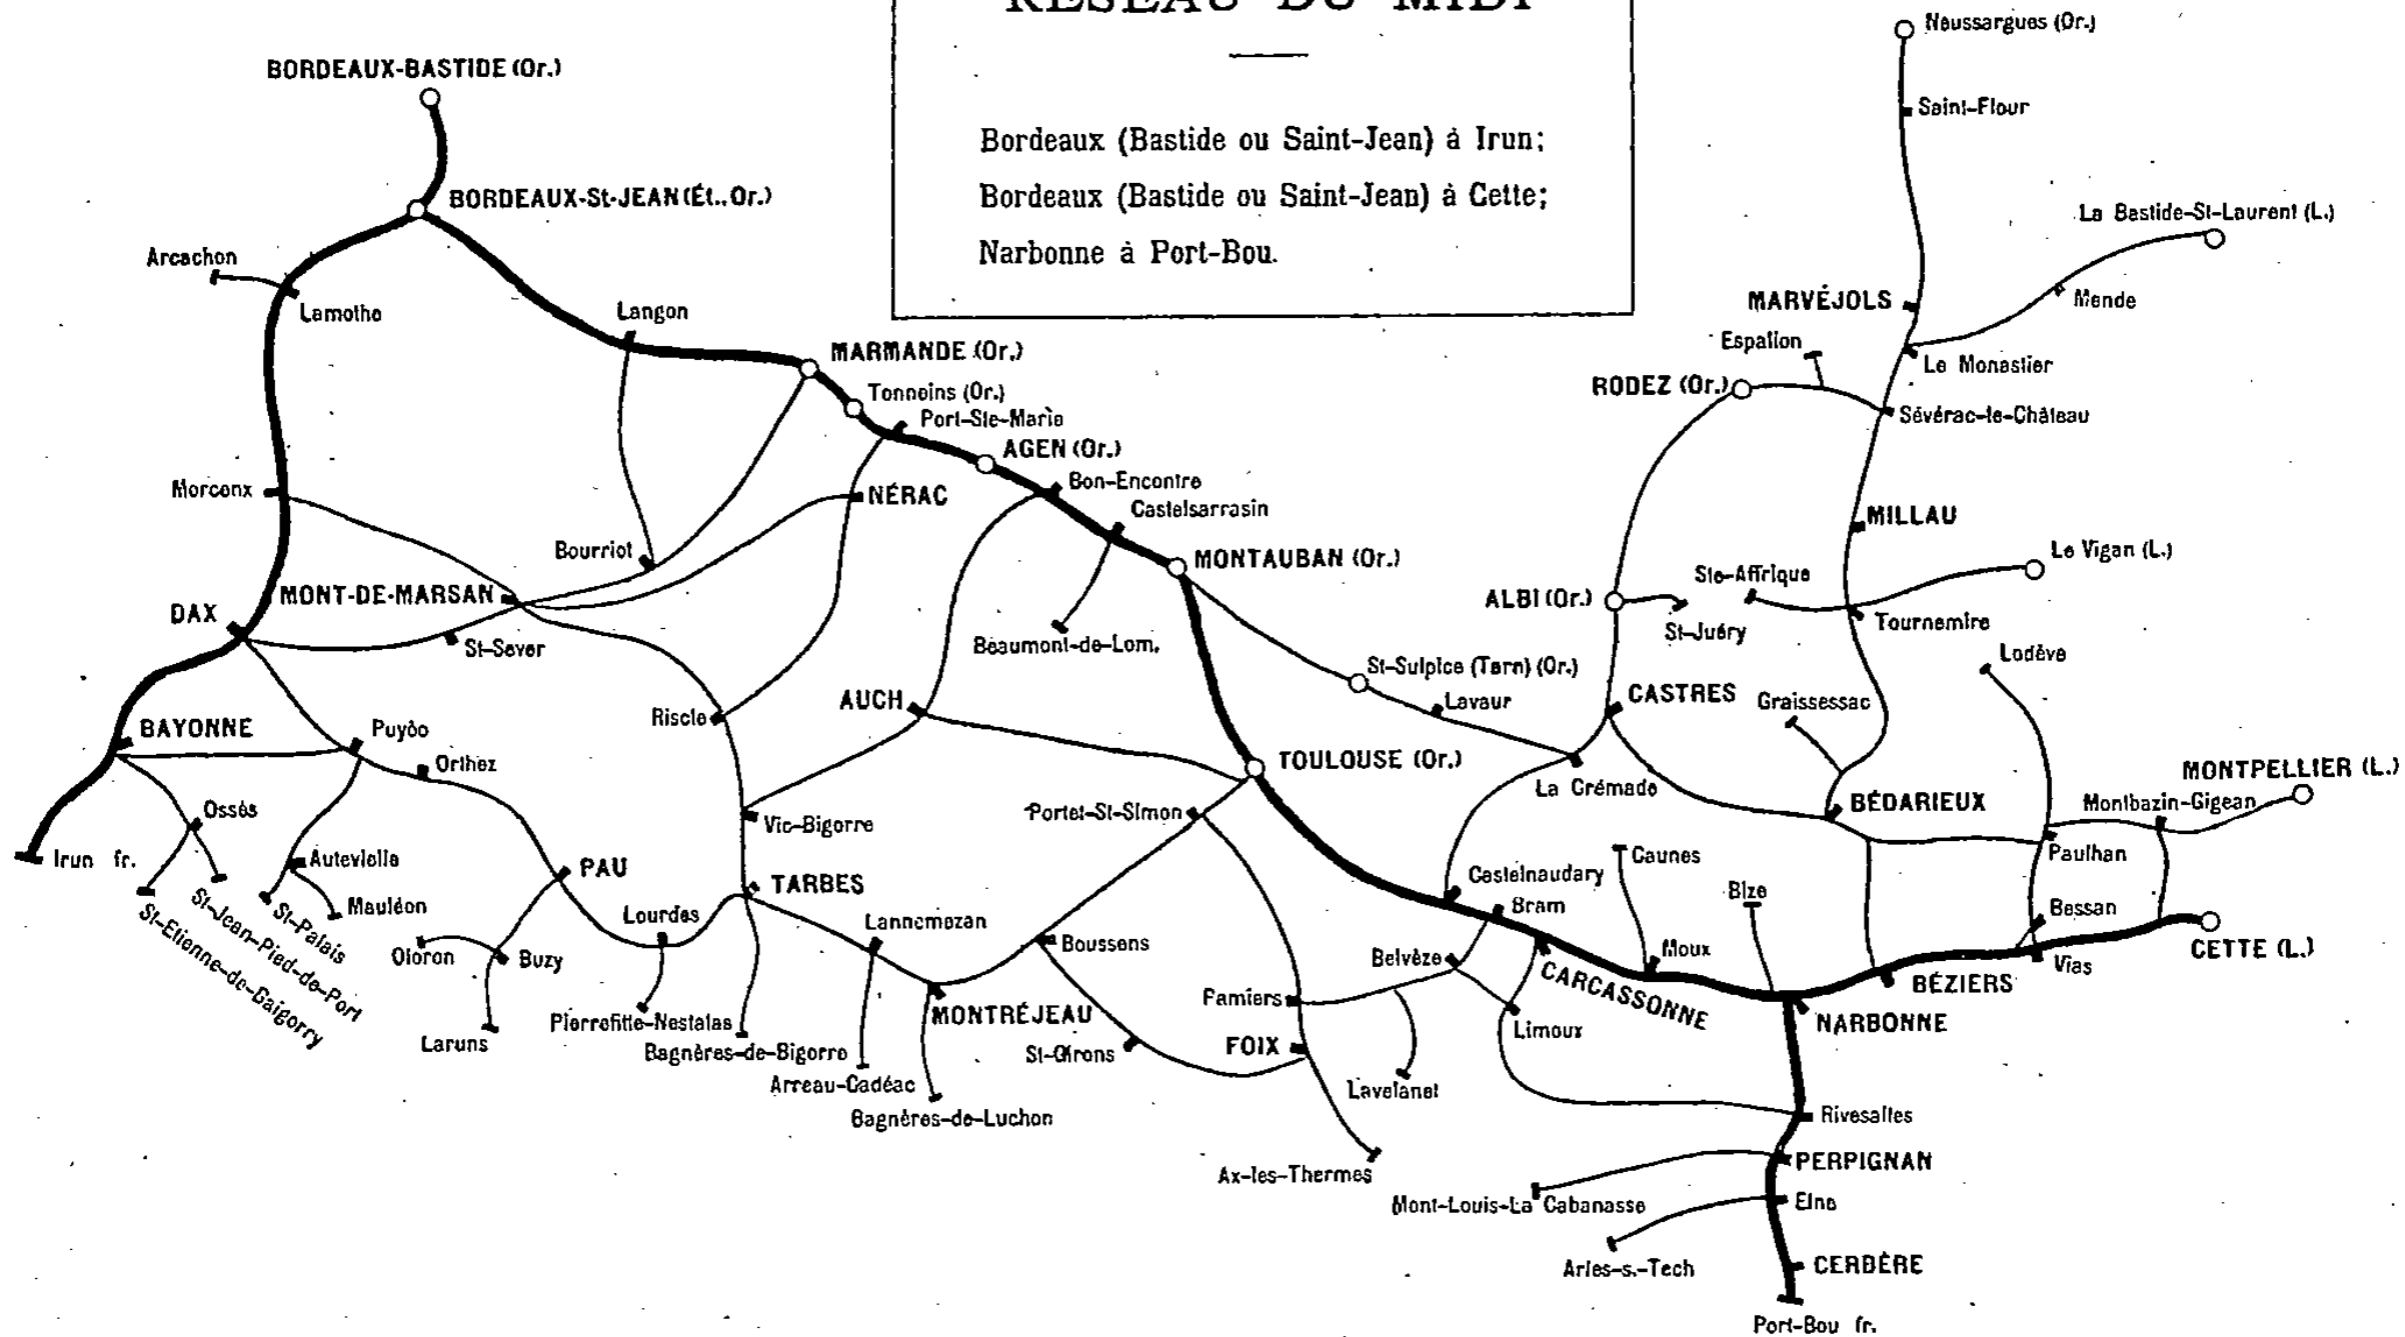 RÉSEAU DU MIDI
Bordeaux (Bastide ou Saint-Jean) à Irun;
Bordeaux (Bastide ou Saint-Jean) à Cette;
Narbonne à Port-Bou.
Neussargues (Or.)
Saint-Flour
BORDEAUX-BASTIDE (Or.)
BORDEAUX-St-JEAN (Ét., Or.)
La Bastide-St-Laurent (L.)
Arcachon
Lamothe
Langon
MARVÉJOLS
Mende
Espalion
Le Monastier
MARMANDE (Or.)
Tonneins (Or.)
Port-Ste-Marie
RODEZ (Or.)
Sévérac-le-Château
AGEN (Or.)
Morcenx
NÉRAC
Bon-Encontre
Castelsarrasin
MILLAU
Bourriot
MONTAUBAN (Or.)
Le Vigan (L.)
Ste-Affrique
MONT-DE-MARSAN
DAX
ALBI (Or.)
St-Juéry
Tournemire
St-Sever
Beaumont-de-Lom.
Lodève
St-Sulpice (Tarn) (Or.)
Lavaur
CASTRES
Graissessac
AUCH
Riscle
BAYONNE
Puyôo
Orthez
TOULOUSE (Or.)
La Crémade
MONTPELLIER (L.)
BÉDARIEUX
Montbazin-Gigean
Ossès
Portet-St-Simon
Vic-Bigorre
Irun fr.
Autevielle
PAU
TARBES
Castelnaudary
Caunes
Paulhan
Bize
Bram
Mauléon
St-Palais
St-Jean-Pied-de-Port
St-Etienne-de-Baigorry
Lourdes
Lannemezan
Bessan
Oloron
Buzy
Boussens
Belvèze
Moux
CETTE (L.)
Vias
CARCASSONNE
BÉZIERS
Pamiers
Laruns
Pierrefitte-Nestalas
MONTRÉJEAU
Limoux
NARBONNE
Bagnères-de-Bigorre
St-Girons
FOIX
Arreau-Cadéac
Lavelanet
Bagnères-de-Luchon
Rivesaltes
Ax-les-Thermes
PERPIGNAN
Mont-Louis-La Cabanasse
Elne
Arles-s.-Tech
CERBÈRE
Port-Bou fr.